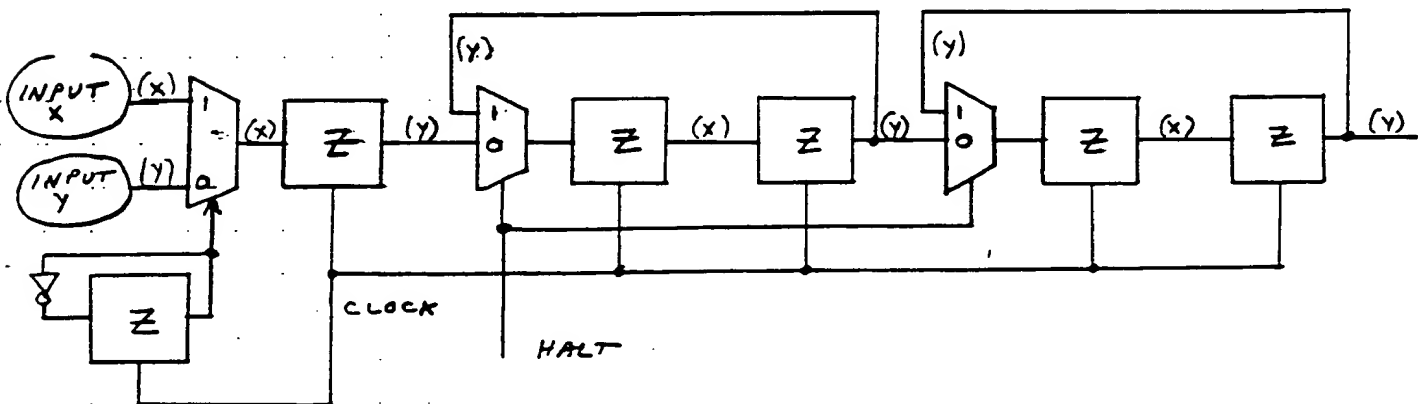 (Y)
(Y)
INPUT X
(X)
1
(X)
Z
(Y)
1
0
Z
(X)
Z
(Y)
1
0
Z
(X)
Z
(Y)
INPUT Y
(Y)
0
Z
CLOCK
HALT